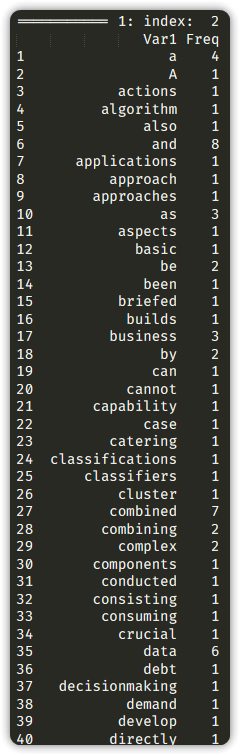 ============ 1: index: 2
Var1 Freq
1 a 4
2 A 1
3 actions 1
4 algorithm 1
5 also 1
6 and 8
7 applications 1
8 approach 1
9 approaches 1
10 as 3
11 aspects 1
12 basic 1
13 be 2
14 been 1
15 briefed 1
16 builds 1
17 business 3
18 by 2
19 can 1
20 cannot 1
21 capability 1
22 case 1
23 catering 1
24 classifications 1
25 classifiers 1
26 cluster 1
27 combined 7
28 combining 2
29 complex 2
30 components 1
31 conducted 1
32 consisting 1
33 consuming 1
34 crucial 1
35 data 6
36 debt 1
37 decisionmaking 1
38 demand 1
39 develop 1
40 directly 1